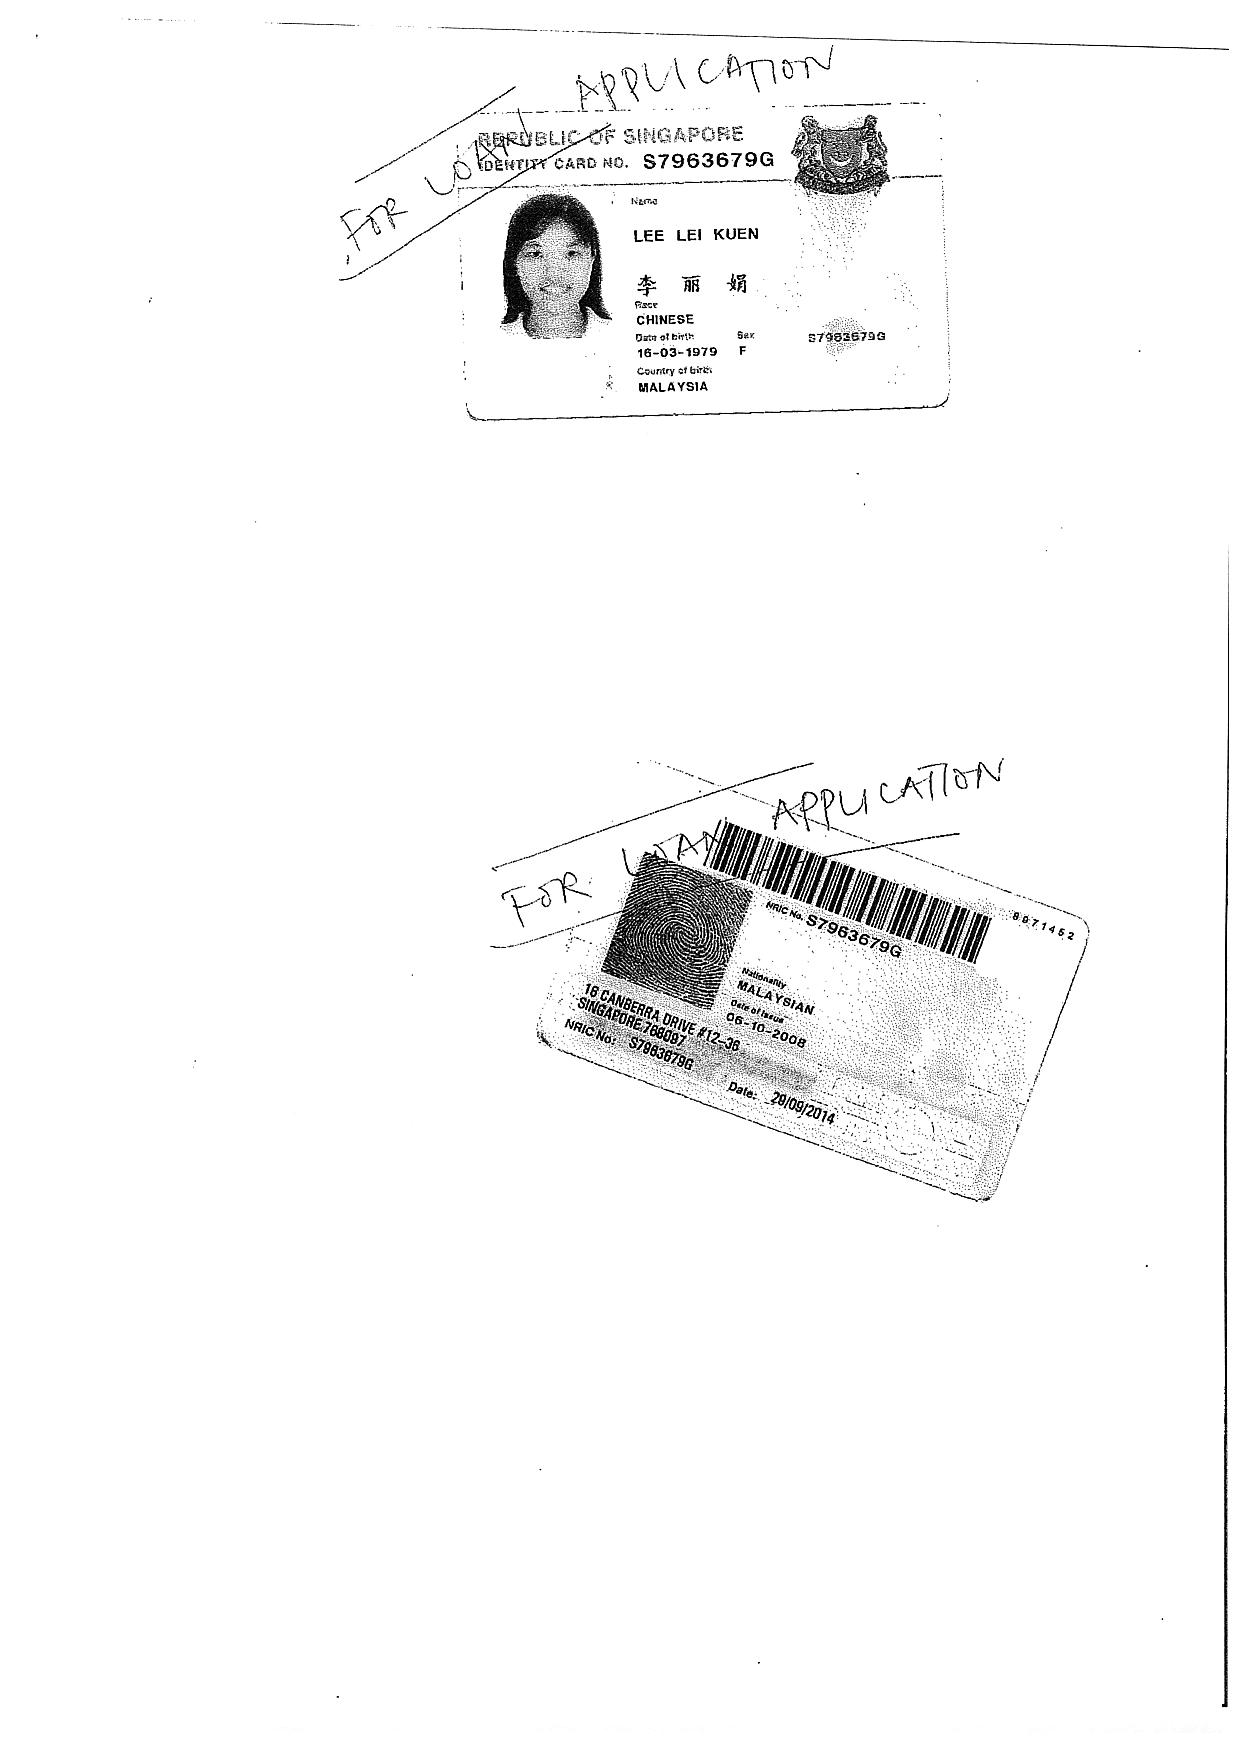 FOR LOAN APPLICATION
REPUBLIC OF SINGAPORE
IDENTITY CARD NO. S7963679G
Name
LEE LEI KUEN
李 丽 娟
Race
CHINESE
Date of birth Sex
16-03-1979 F S7963679G
Country of birth
MALAYSIA
FOR LOAN APPLICATION
8971452
NRIC No. S7963679G
Nationality
MALAYSIAN
Date of issue
06-10-2008
16 CANBERRA DRIVE #12-36
SINGAPORE 768097
NRIC No: S7963679G
Date: 29/09/2014